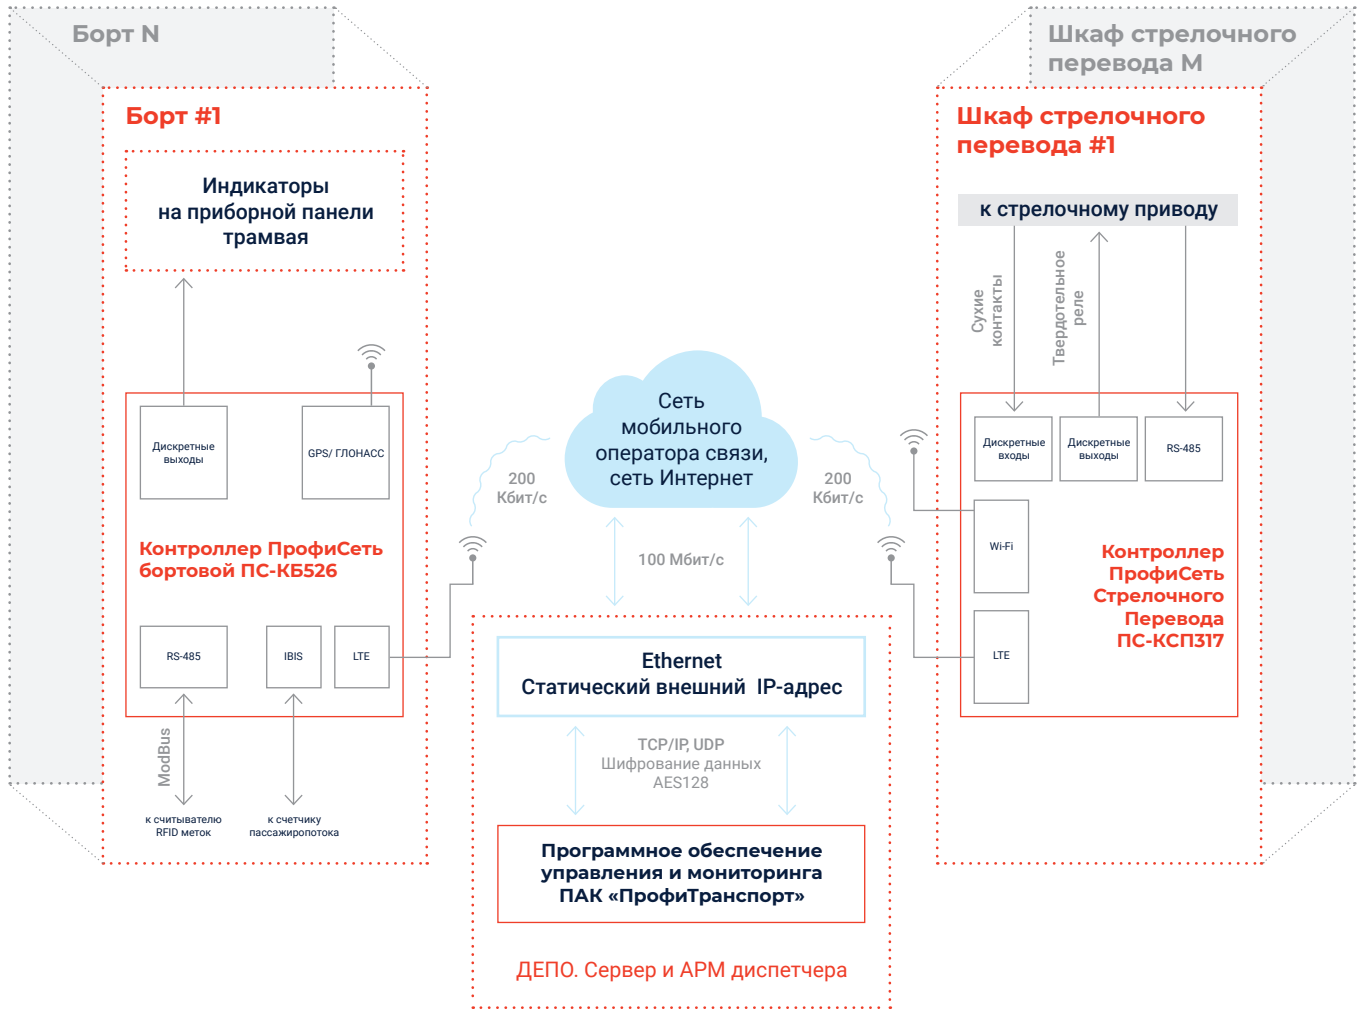 Борт N
Борт #1
Индикаторы
на приборной панели
трамвая
Дискретные
выходы
GPS/ ГЛОНАСС
Контроллер ПрофиСеть
бортовой ПС-КБ526
RS-485
IBIS
LTE
ModBus
к считывателю
RFID меток
к счетчику
пассажиропотока
200
Кбит/с
Сеть
мобильного
оператора связи,
сеть Интернет
200
Кбит/с
100 Мбит/с
Ethernet
Статический внешний IP-адрес
TCP/IP, UDP
Шифрование данных
AES128
Программное обеспечение
управления и мониторинга
ПАК «ПрофиТранспорт»
ДЕПО. Сервер и АРМ диспетчера
Шкаф стрелочного
перевода М
Шкаф стрелочного
перевода #1
к стрелочному приводу
Сухие
контакты
Твердотельное
реле
Дискретные
входы
Дискретные
выходы
RS-485
Wi-Fi
Контроллер
ПрофиСеть
Стрелочного
Перевода
ПС-КСП317
LTE